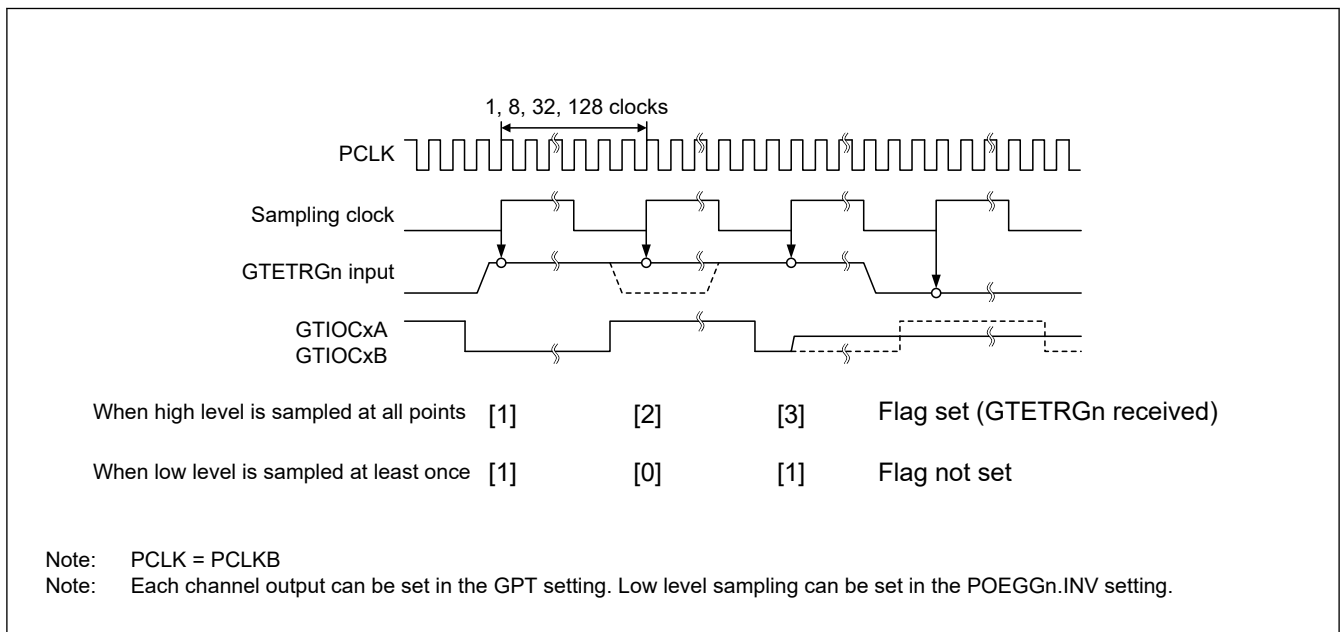 1, 8, 32, 128 clocks
PCLK
Sampling clock
GTETRGn input
GTIOCxA
GTIOCxB
When high level is sampled at all points [1] [2] [3] Flag set (GTETRGn received)
When low level is sampled at least once [1] [0] [1] Flag not set
Note: PCLK = PCLKB
Note: Each channel output can be set in the GPT setting. Low level sampling can be set in the POEGGn.INV setting.